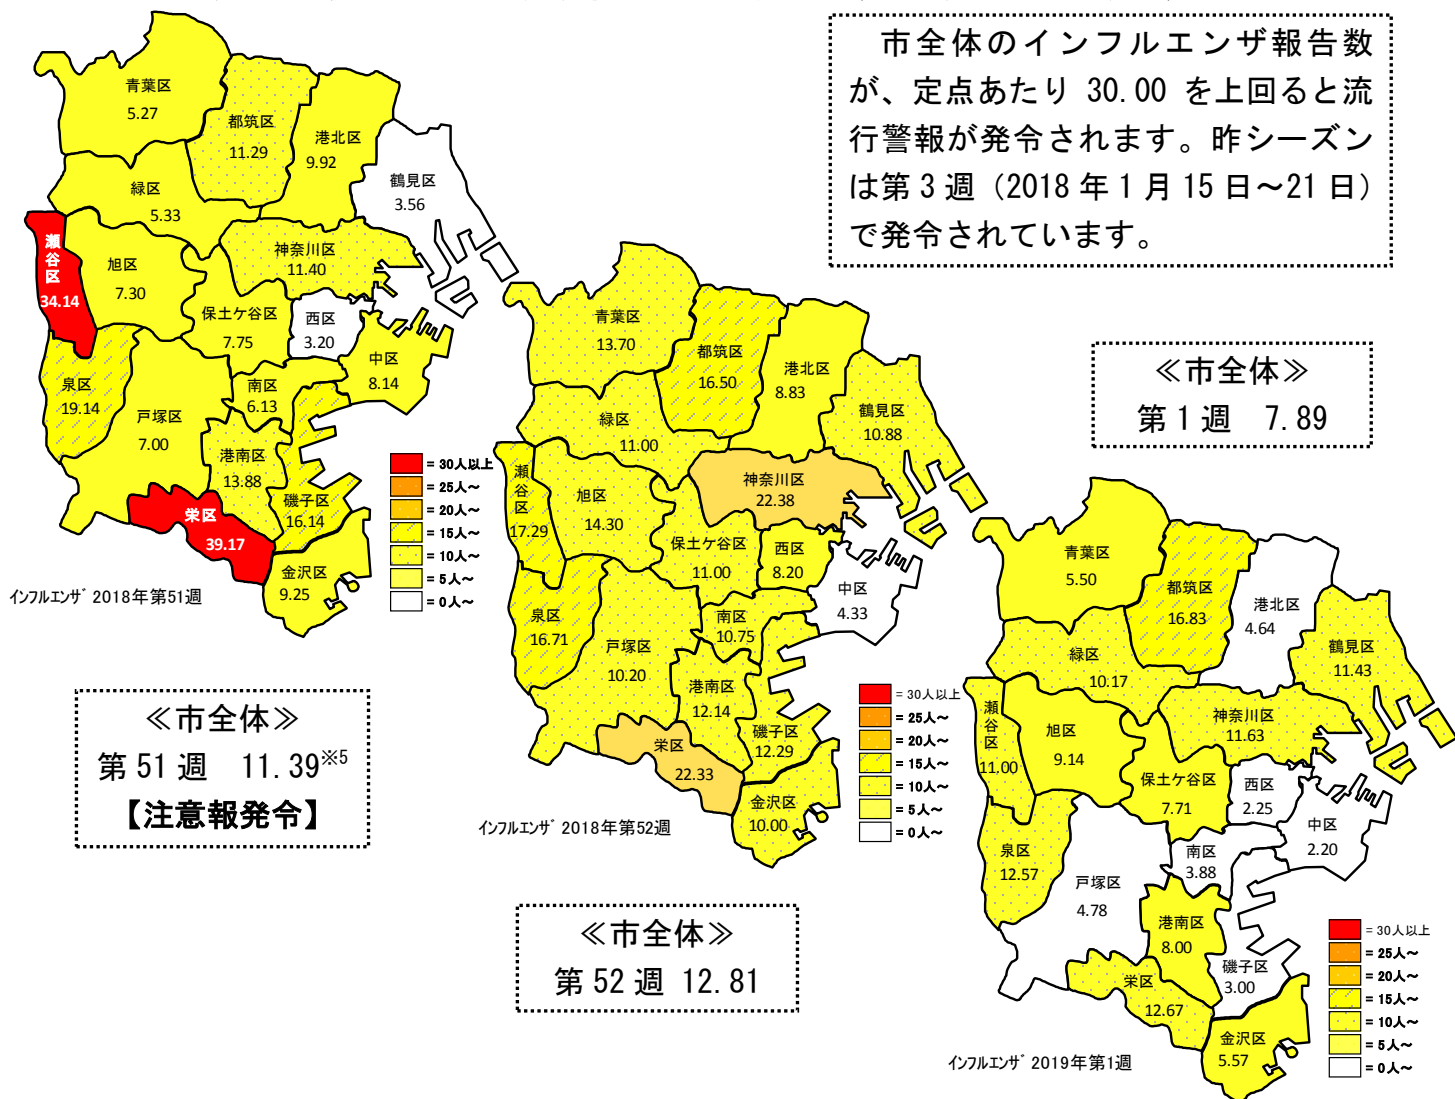 市全体のインフルエンザ報告数
が、定点あたり 30.00 を上回ると流
行警報が発令されます。昨シーズン
は第 3 週（2018 年 1 月 15 日～21 日）
で発令されています。
青葉区
5.27
都筑区
11.29
港北区
9.92
鶴見区
3.56
緑区
5.33
神奈川区
11.40
瀬谷区
34.14
旭区
7.30
保土ケ谷区
7.75
西区
3.20
中区
8.14
泉区
19.14
戸塚区
7.00
南区
6.13
港南区
13.88
磯子区
16.14
栄区
39.17
金沢区
9.25
= 30人以上
= 25人～
= 20人～
= 15人～
= 10人～
= 5人～
= 0人～
インフルエンザ 2018年第51週
≪市全体≫
第 51 週 11.39※5
【注意報発令】
青葉区
13.70
都筑区
16.50
港北区
8.83
鶴見区
10.88
緑区
11.00
神奈川区
22.38
瀬谷区
17.29
旭区
14.30
保土ケ谷区
11.00
西区
8.20
中区
4.33
泉区
16.71
戸塚区
10.20
南区
10.75
港南区
12.14
磯子区
12.29
栄区
22.33
金沢区
10.00
= 30人以上
= 25人～
= 20人～
= 15人～
= 10人～
= 5人～
= 0人～
インフルエンザ 2018年第52週
≪市全体≫
第 52 週 12.81
≪市全体≫
第 1 週 7.89
青葉区
5.50
都筑区
16.83
港北区
4.64
鶴見区
11.43
緑区
10.17
神奈川区
11.63
瀬谷区
11.00
旭区
9.14
保土ケ谷区
7.71
西区
2.25
中区
2.20
泉区
12.57
戸塚区
4.78
南区
3.88
港南区
8.00
磯子区
3.00
栄区
12.67
金沢区
5.57
= 30人以上
= 25人～
= 20人～
= 15人～
= 10人～
= 5人～
= 0人～
インフルエンザ 2019年第1週